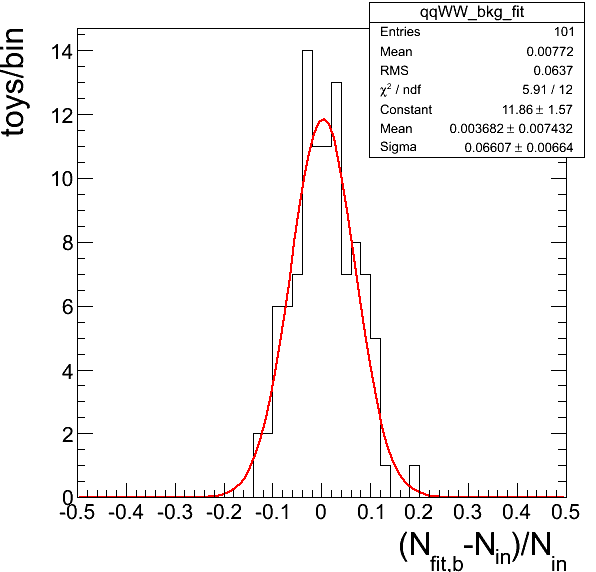 qqWW_bkg_fit
Entries 101
Mean 0.00772
RMS 0.0637
χ² / ndf 5.91 / 12
Constant 11.86 ± 1.57
Mean 0.003682 ± 0.007432
Sigma 0.06607 ± 0.00664
toys/bin
14
12
10
8
6
4
2
0
-0.5 -0.4 -0.3 -0.2 -0.1 0 0.1 0.2 0.3 0.4 0.5
(N_fit,b-N_in)/N_in